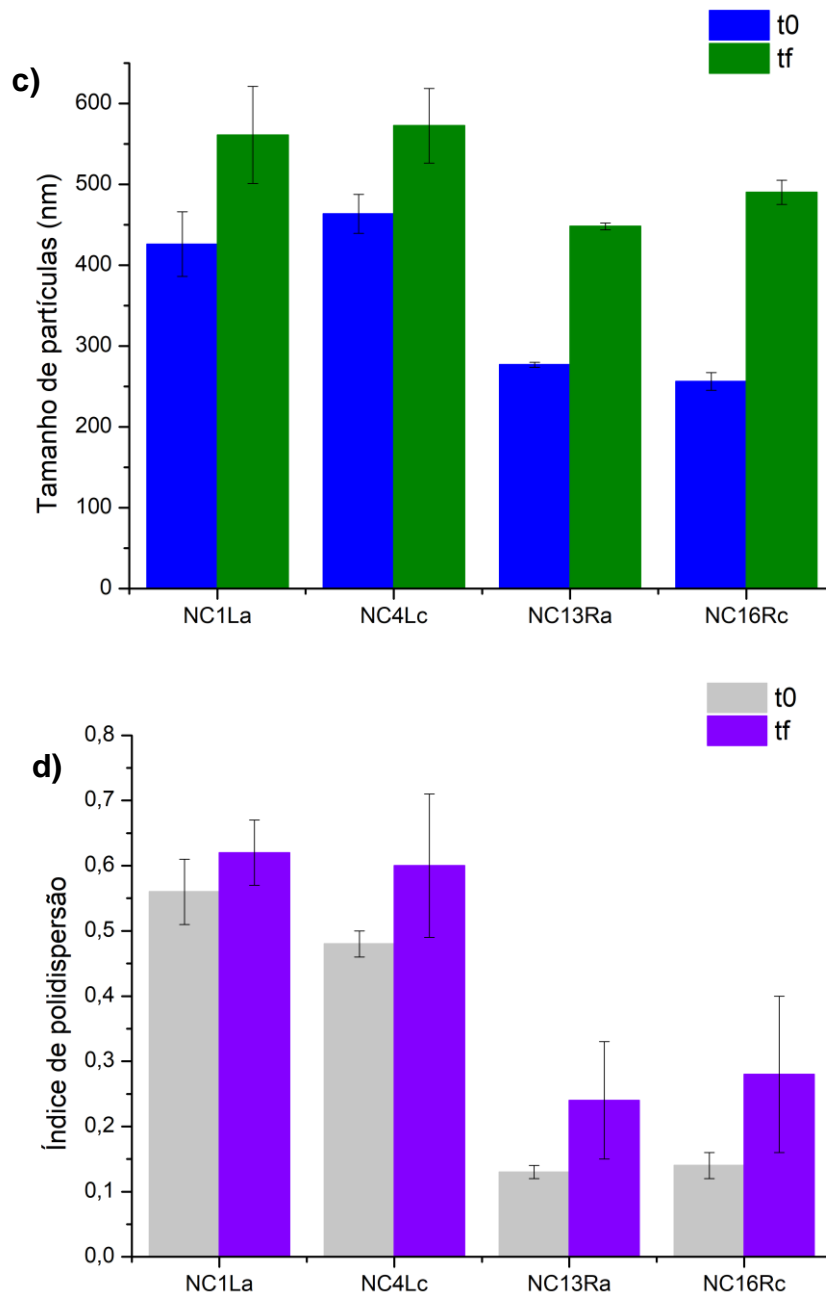 t0
tf
c)
600
500
400
300
200
100
0
Tamanho de partículas (nm)
NC1La NC4Lc NC13Ra NC16Rc
t0
tf
d)
0,8
0,7
0,6
0,5
0,4
0,3
0,2
0,1
0,0
Índice de polidispersão
NC1La NC4Lc NC13Ra NC16Rc